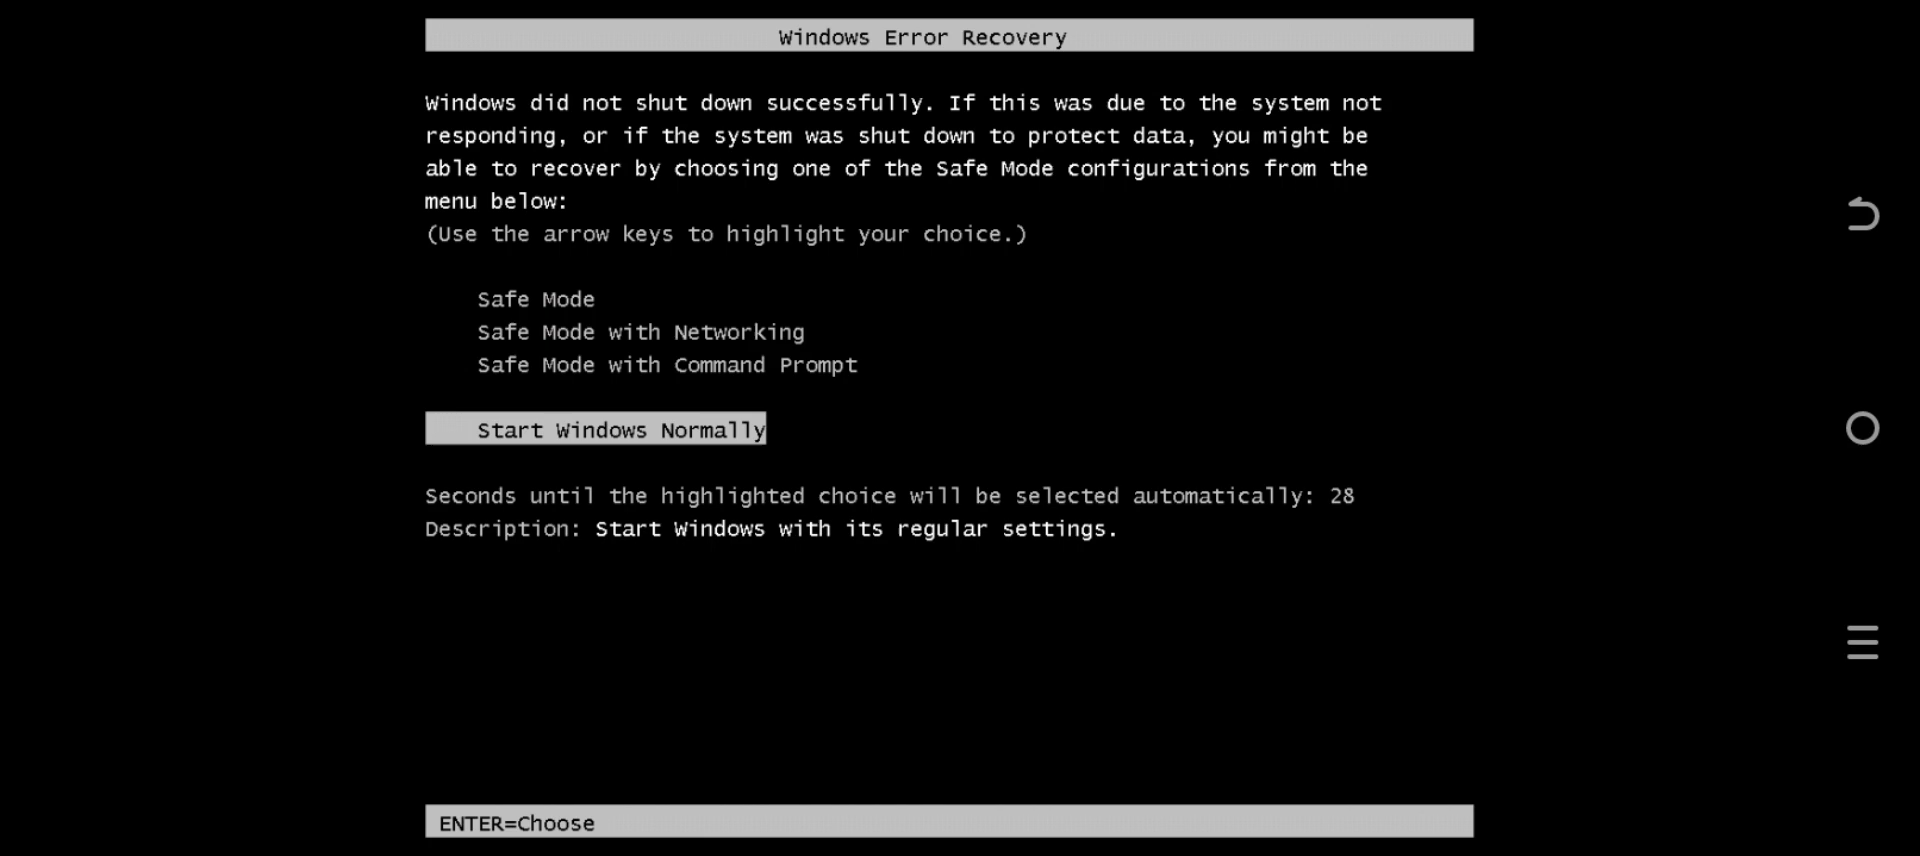 Windows Error Recovery
Windows did not shut down successfully. If this was due to the system not
responding, or if the system was shut down to protect data, you might be
able to recover by choosing one of the Safe Mode configurations from the
menu below:
(Use the arrow keys to highlight your choice.)
Safe Mode
Safe Mode with Networking
Safe Mode with Command Prompt
Start Windows Normally
Seconds until the highlighted choice will be selected automatically: 28
Description: Start Windows with its regular settings.
ENTER=Choose